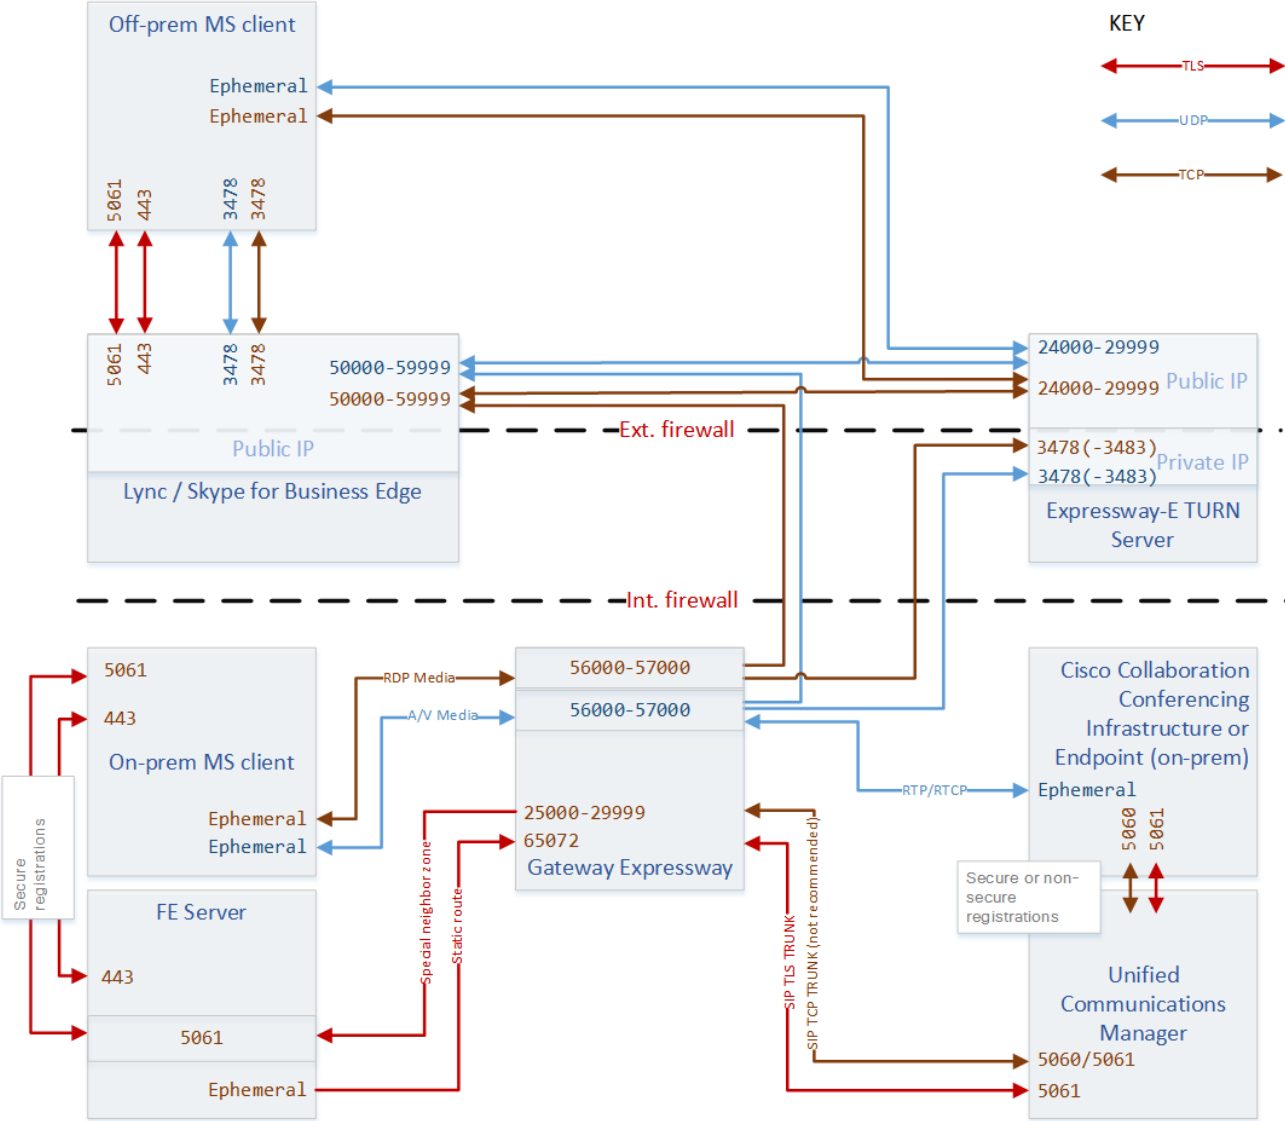 Off-prem MS client
KEY
TLS
UDP
TCP
Ephemeral
Ephemeral
5061
443
3478
3478
5061
443
3478
3478
50000-59999
50000-59999
Public IP
Lync / Skype for Business Edge
24000-29999
24000-29999
Public IP
Ext. firewall
3478(-3483)
Private IP
3478(-3483)
Expressway-E TURN
Server
Int. firewall
5061
443
On-prem MS client
Ephemeral
Ephemeral
RDP Media
A/V Media
56000-57000
56000-57000
25000-29999
65072
Gateway Expressway
Cisco Collaboration
Conferencing
Infrastructure or
Endpoint (on-prem)
RTP/RTCP
Ephemeral
5060
5061
Secure
registrations
Secure or non-
secure
registrations
FE Server
443
5061
Ephemeral
Special neighbor zone
Static route
SIP TLS TRUNK
SIP TCP TRUNK (not recommended)
Unified
Communications
Manager
5060/5061
5061